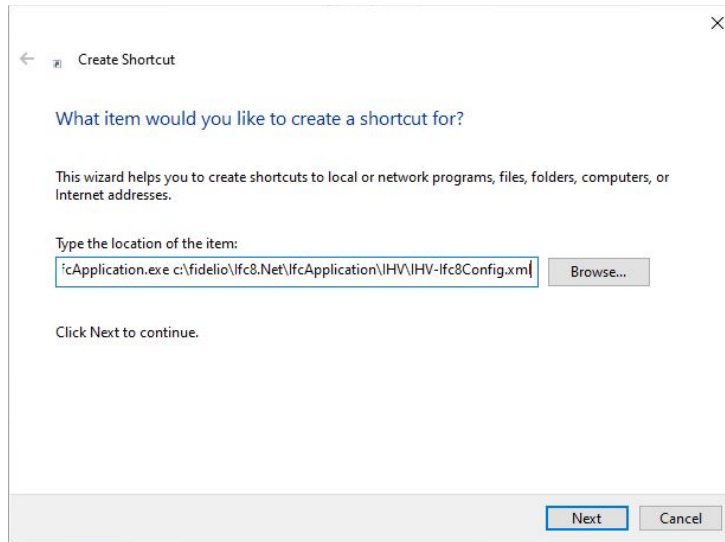 Create Shortcut
What item would you like to create a shortcut for?
This wizard helps you to create shortcuts to local or network programs, files, folders, computers, or
Internet addresses.
Type the location of the item:
fcApplication.exe c:\fidelio\Ifc8.Net\IfcApplication\IHV\IHV-Ifc8Config.xml
Browse...
Click Next to continue.
Next
Cancel